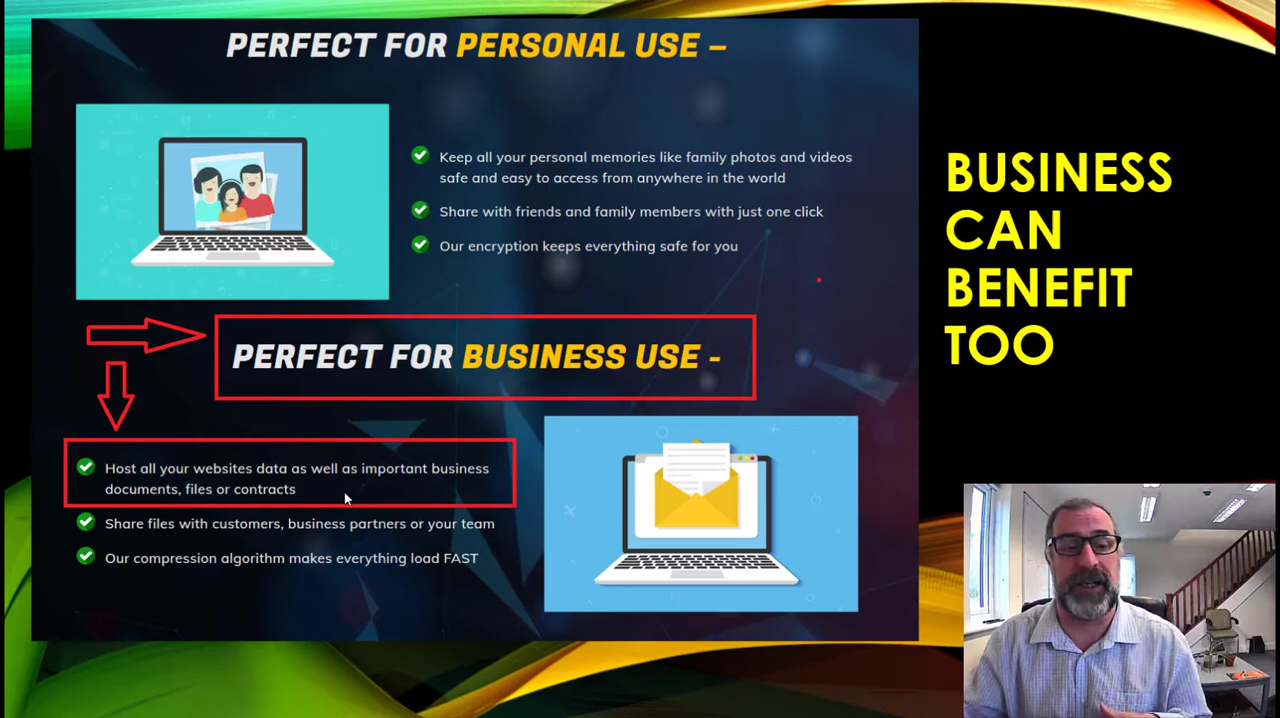 PERFECT FOR PERSONAL USE –
Keep all your personal memories like family photos and videos
safe and easy to access from anywhere in the world
Share with friends and family members with just one click
Our encryption keeps everything safe for you
PERFECT FOR BUSINESS USE -
Host all your websites data as well as important business
documents, files or contracts
Share files with customers, business partners or your team
Our compression algorithm makes everything load FAST
BUSINESS
CAN
BENEFIT
TOO